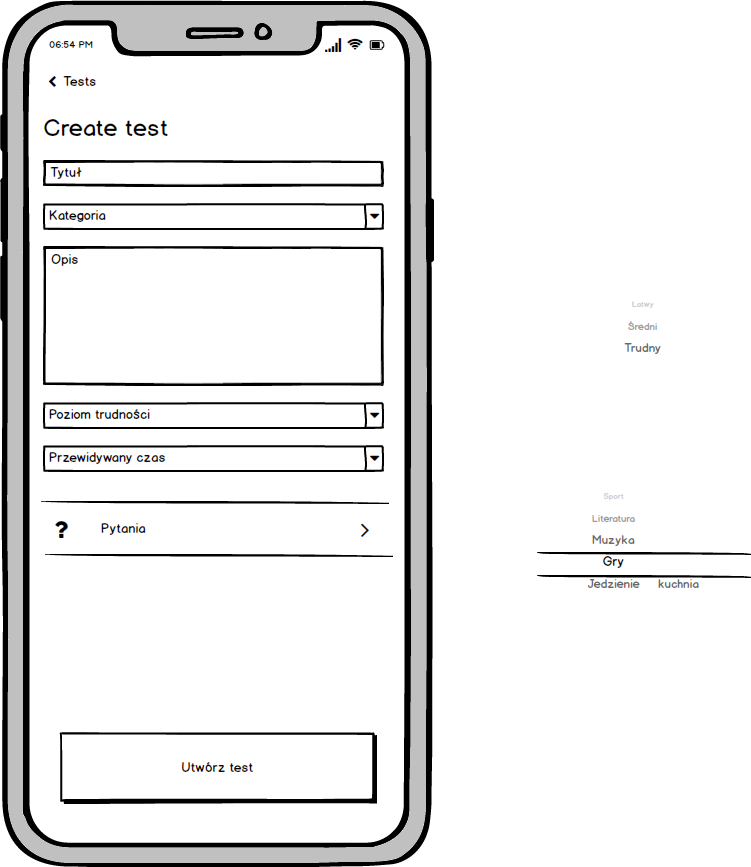 06:54 PM
Tests
Create test
Tytuł
Kategoria
Opis
Poziom trudności
Przewidywany czas
? Pytania
Utwórz test
Łatwy
Średni
Trudny
Sport
Literatura
Muzyka
Gry
Jedzienie kuchnia